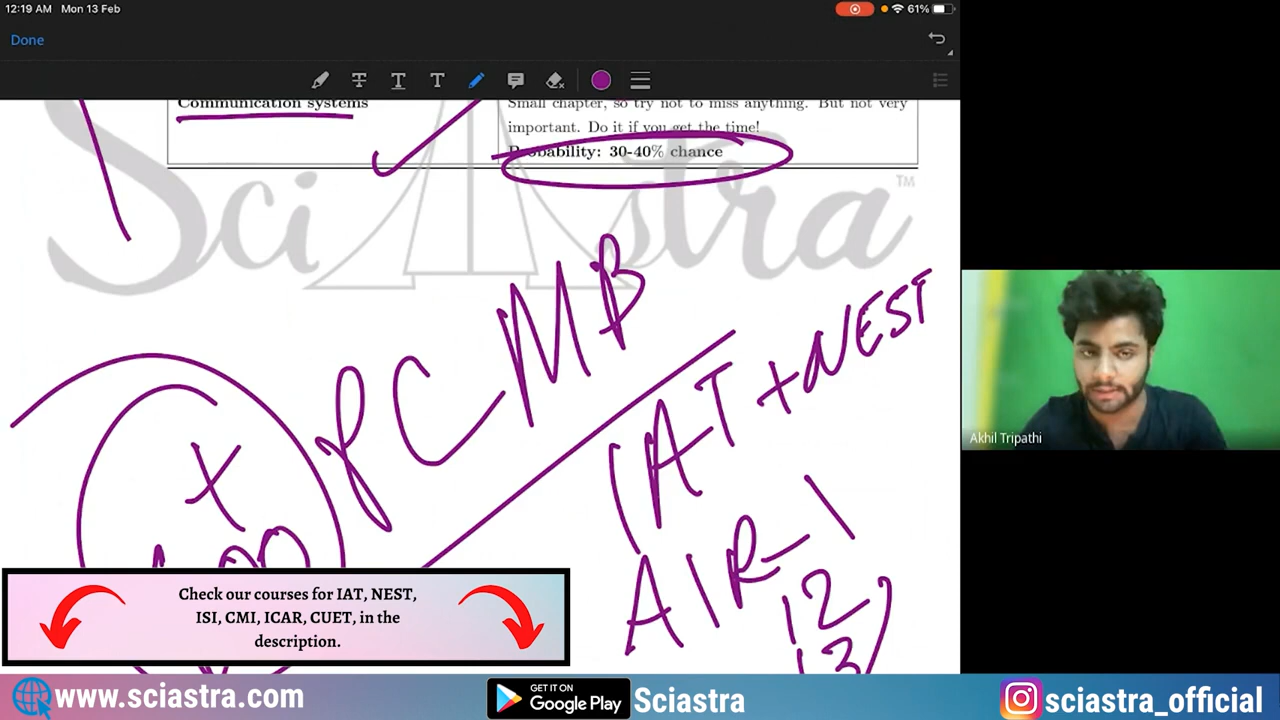 12:19 AM Mon 13 Feb
61%
Done
T T T
Communication systems
Small chapter, so try not to miss anything. But not very
important. Do it if you get the time!
Probability: 30-40% chance
SciAstra TM
PCMB
IAT + NEST
AIR-1
12
13
Akhil Tripathi
Check our courses for IAT, NEST,
ISI, CMI, ICAR, CUET, in the
description.
www.sciastra.com
GET IT ON
Google Play
Sciastra
sciastra_official